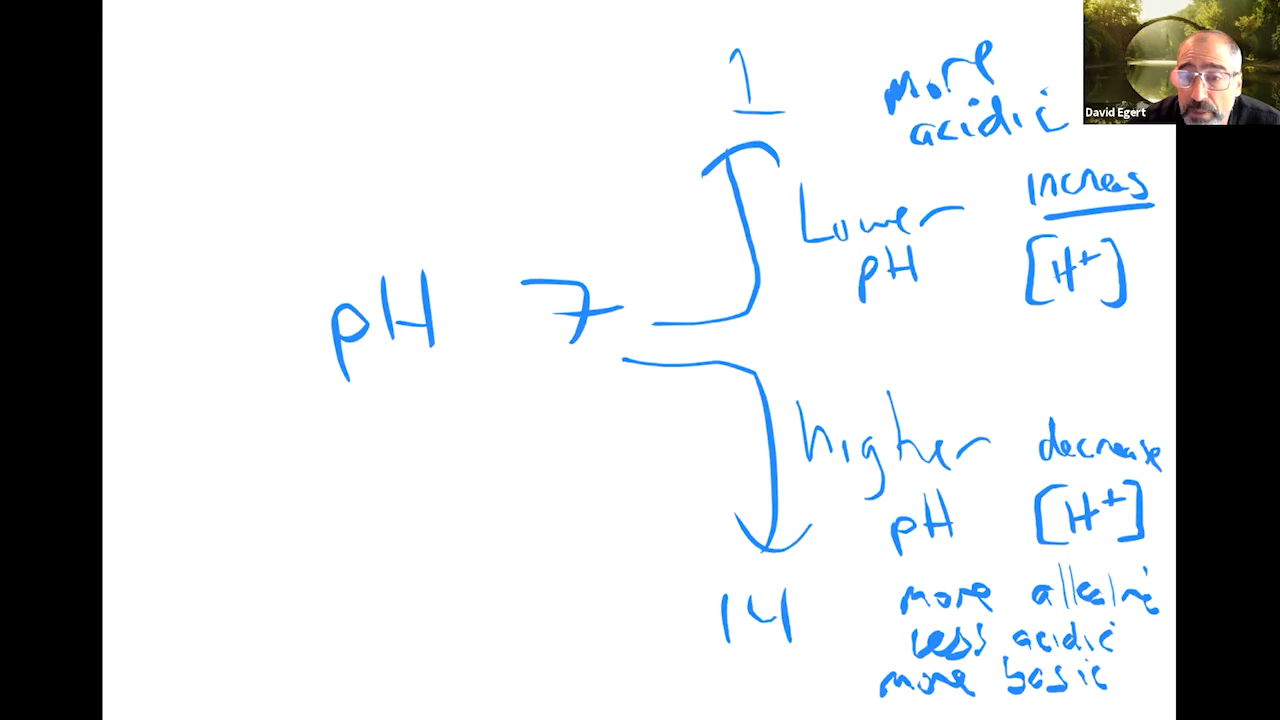 1
more
acidic
David Egert
Lower
pH
increas
[H+]
pH 7
higher
pH
decrease
[H+]
14
more alkaline
less acidic
more basic